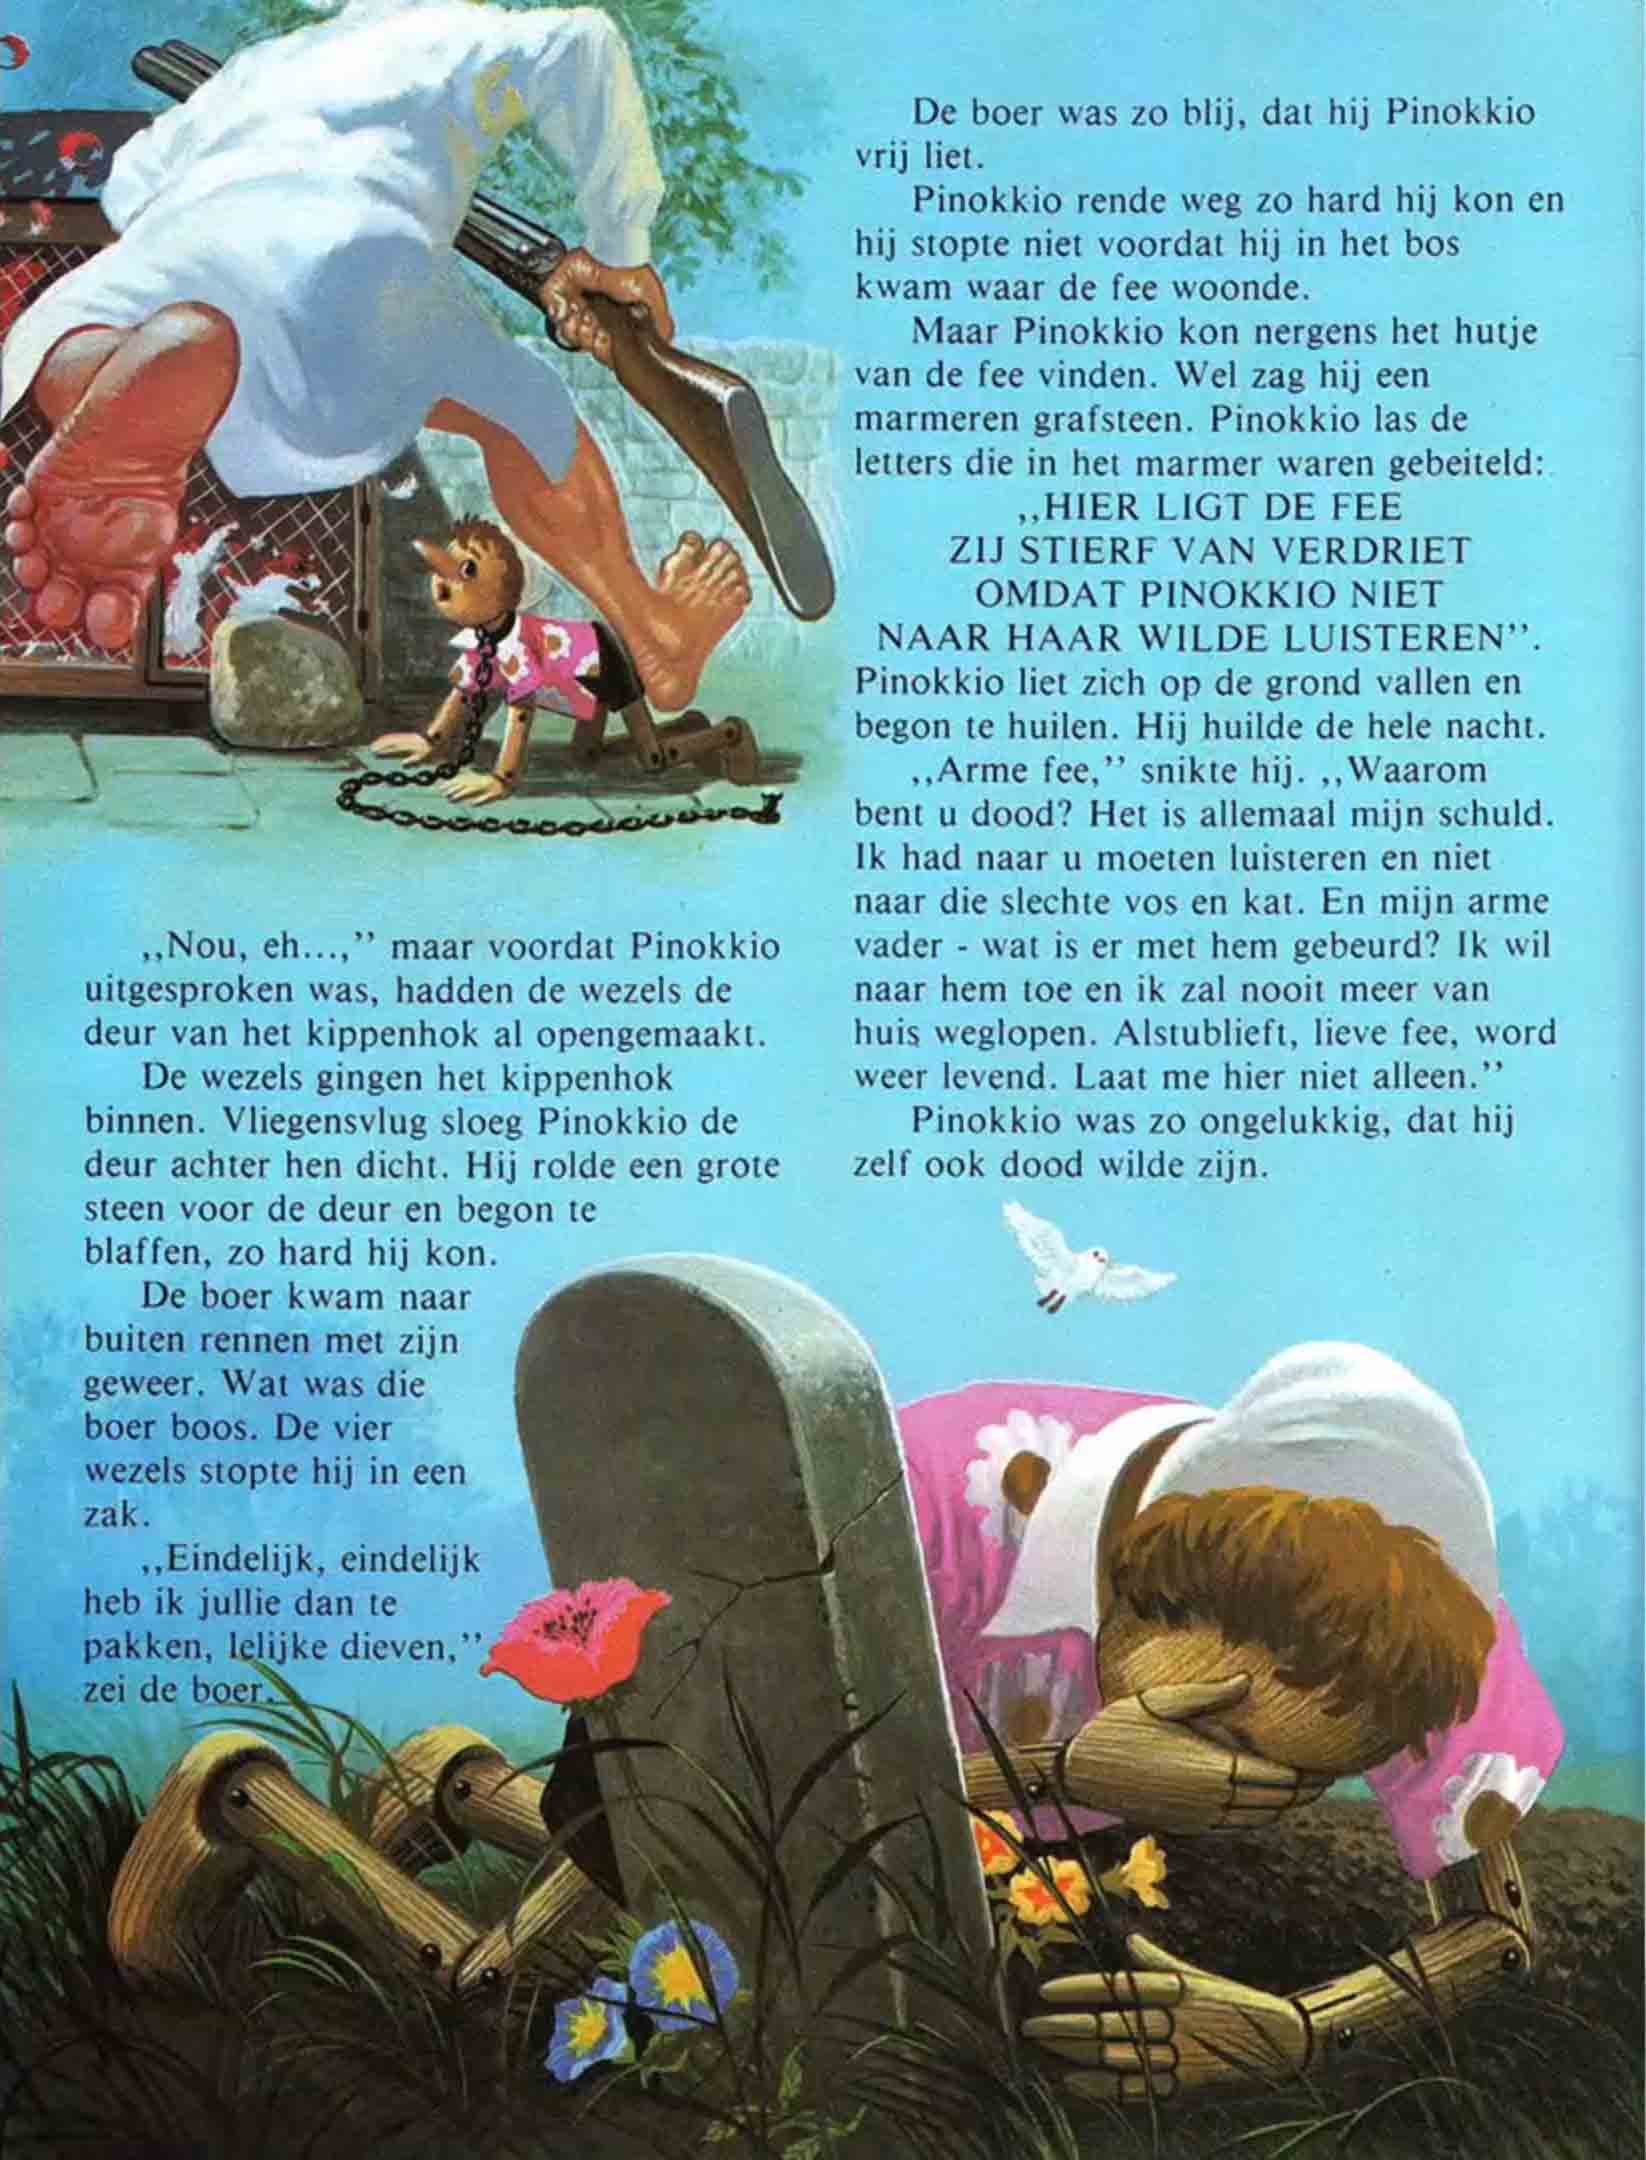 ,,Nou, eh...,” maar voordat Pinokkio
uitgesproken was, hadden de wezels de
deur van het kippenhok al opengemaakt.
De wezels gingen het kippenhok
binnen. Vliegensvlug sloeg Pinokkio de
deur achter hen dicht. Hij rolde een grote
steen voor de deur en begon te
blaffen, zo hard hij kon.
De boer kwam naar
buiten rennen met zijn
geweer. Wat was die
boer boos. De vier
wezels stopte hij in een
zak.
,,Eindelijk, eindelijk
heb ik jullie dan te
pakken, lelijke dieven,”
zei de boer.
De boer was zo blij, dat hij Pinokkio
vrij liet.
Pinokkio rende weg zo hard hij kon en
hij stopte niet voordat hij in het bos
kwam waar de fee woonde.
Maar Pinokkio kon nergens het hutje
van de fee vinden. Wel zag hij een
marmeren grafsteen. Pinokkio las de
letters die in het marmer waren gebeiteld:
,,HIER LIGT DE FEE
ZIJ STIERF VAN VERDRIET
OMDAT PINOKKIO NIET
NAAR HAAR WILDE LUISTEREN”.
Pinokkio liet zich op de grond vallen en
begon te huilen. Hij huilde de hele nacht.
,,Arme fee,” snikte hij. ,,Waarom
bent u dood? Het is allemaal mijn schuld.
Ik had naar u moeten luisteren en niet
naar die slechte vos en kat. En mijn arme
vader - wat is er met hem gebeurd? Ik wil
naar hem toe en ik zal nooit meer van
huis weglopen. Alstublieft, lieve fee, word
weer levend. Laat me hier niet alleen.”
Pinokkio was zo ongelukkig, dat hij
zelf ook dood wilde zijn.